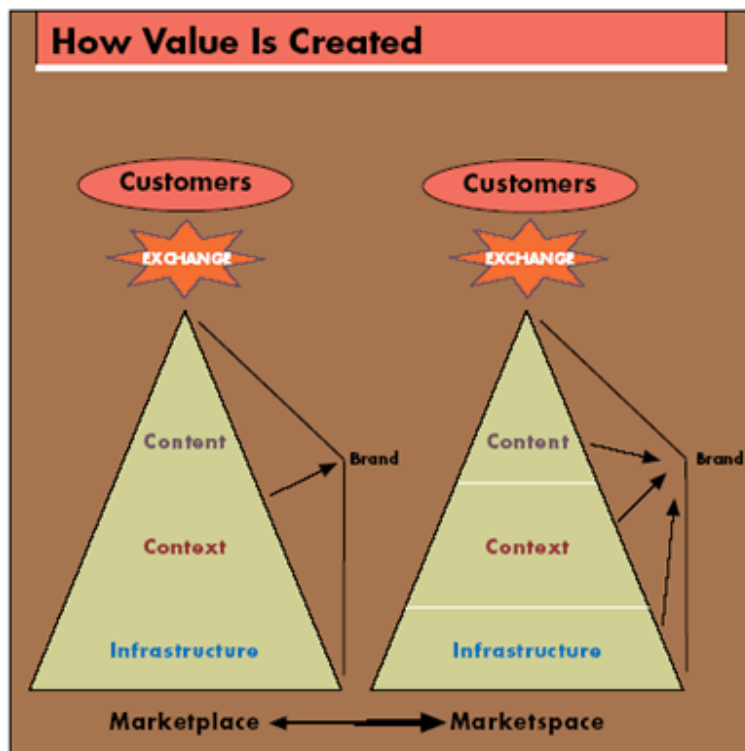 How Value Is Created
Customers
Customers
EXCHANGE
EXCHANGE
Content
Content
Brand
Brand
Context
Context
Infrastructure
Infrastructure
Marketplace
Marketspace